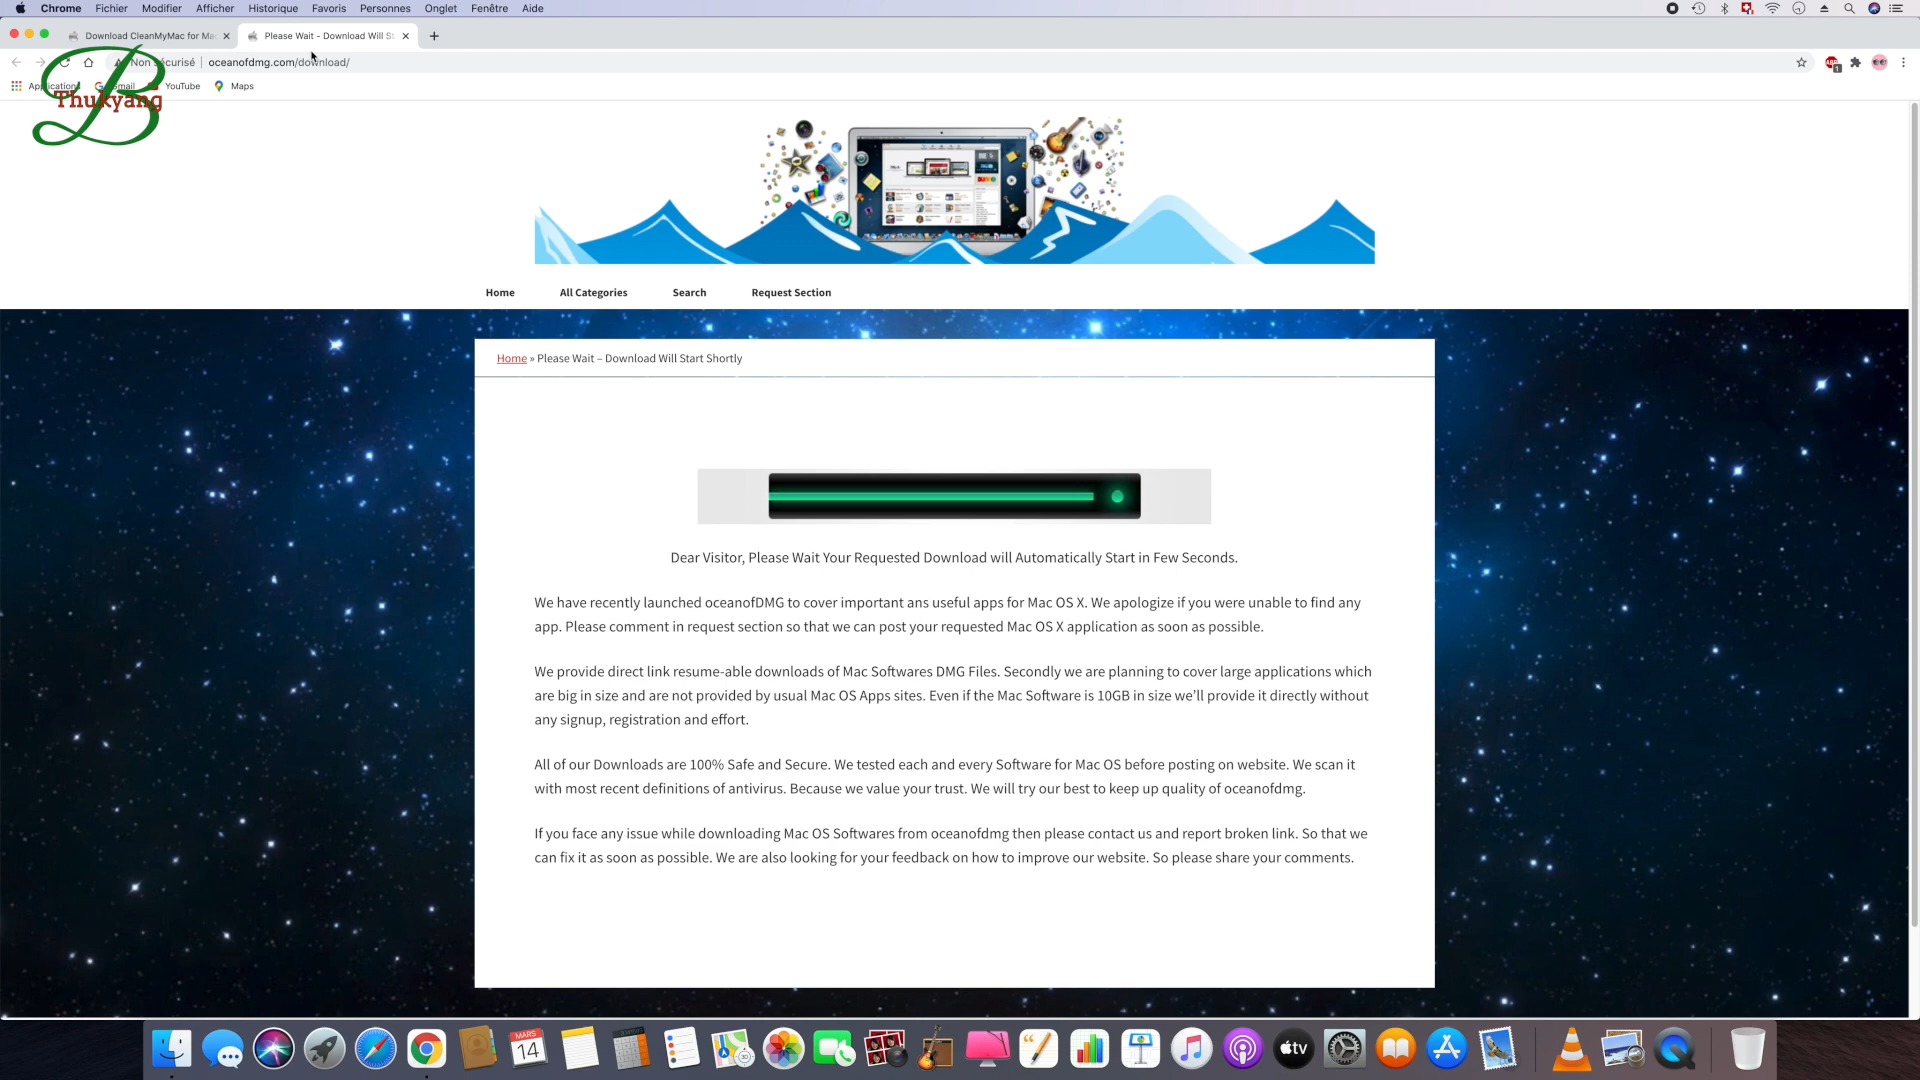 Chrome Fichier Modifier Afficher Historique Favoris Personnes Onglet Fenêtre Aide
Download CleanMyMac for Mac
Please Wait - Download Will St
Non sécurisé oceanofdmg.com/download/
Applications Gmail YouTube Maps
B
Thukyang
Home All Categories Search Request Section
Home » Please Wait – Download Will Start Shortly
Dear Visitor, Please Wait Your Requested Download will Automatically Start in Few Seconds.
We have recently launched oceanofDMG to cover important ans useful apps for Mac OS X. We apologize if you were unable to find any
app. Please comment in request section so that we can post your requested Mac OS X application as soon as possible.
We provide direct link resume-able downloads of Mac Softwares DMG Files. Secondly we are planning to cover large applications which
are big in size and are not provided by usual Mac OS Apps sites. Even if the Mac Software is 10GB in size we’ll provide it directly without
any signup, registration and effort.
All of our Downloads are 100% Safe and Secure. We tested each and every Software for Mac OS before posting on website. We scan it
with most recent definitions of antivirus. Because we value your trust. We will try our best to keep up quality of oceanofdmg.
If you face any issue while downloading Mac OS Softwares from oceanofdmg then please contact us and report broken link. So that we
can fix it as soon as possible. We are also looking for your feedback on how to improve our website. So please share your comments.
MARS
14
tv